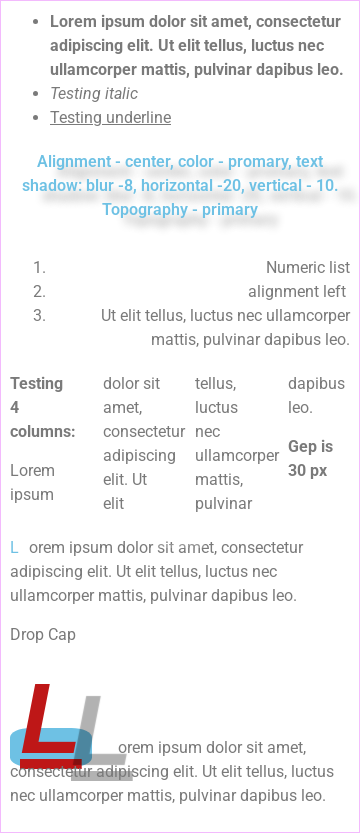 • Lorem ipsum dolor sit amet, consectetur
adipiscing elit. Ut elit tellus, luctus nec
ullamcorper mattis, pulvinar dapibus leo.
• Testing italic
• Testing underline
Alignment - center, color - promary, text
shadow: blur -8, horizontal -20, vertical - 10.
Topography - primary
1. Numeric list
2. alignment left
3. Ut elit tellus, luctus nec ullamcorper
mattis, pulvinar dapibus leo.
Testing
4
columns:
Lorem
ipsum
dolor sit
amet,
consectetur
adipiscing
elit. Ut
elit
tellus,
luctus
nec
ullamcorper
mattis,
pulvinar
dapibus
leo.
Gep is
30 px
L orem ipsum dolor sit amet, consectetur
adipiscing elit. Ut elit tellus, luctus nec
ullamcorper mattis, pulvinar dapibus leo.
Drop Cap
L orem ipsum dolor sit amet,
consectetur adipiscing elit. Ut elit tellus, luctus
nec ullamcorper mattis, pulvinar dapibus leo.